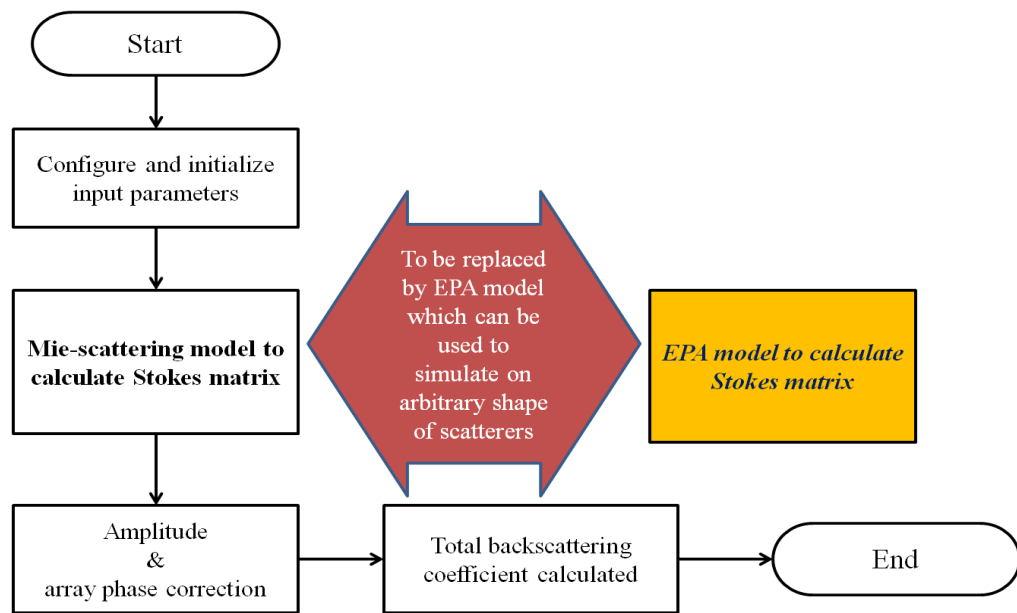 Start
Configure and initialize
input parameters
Mie-scattering model to
calculate Stokes matrix
To be replaced
by EPA model
which can be
used to
simulate on
arbitrary shape
of scatterers
EPA model to calculate
Stokes matrix
Amplitude
&
array phase correction
Total backscattering
coefficient calculated
End